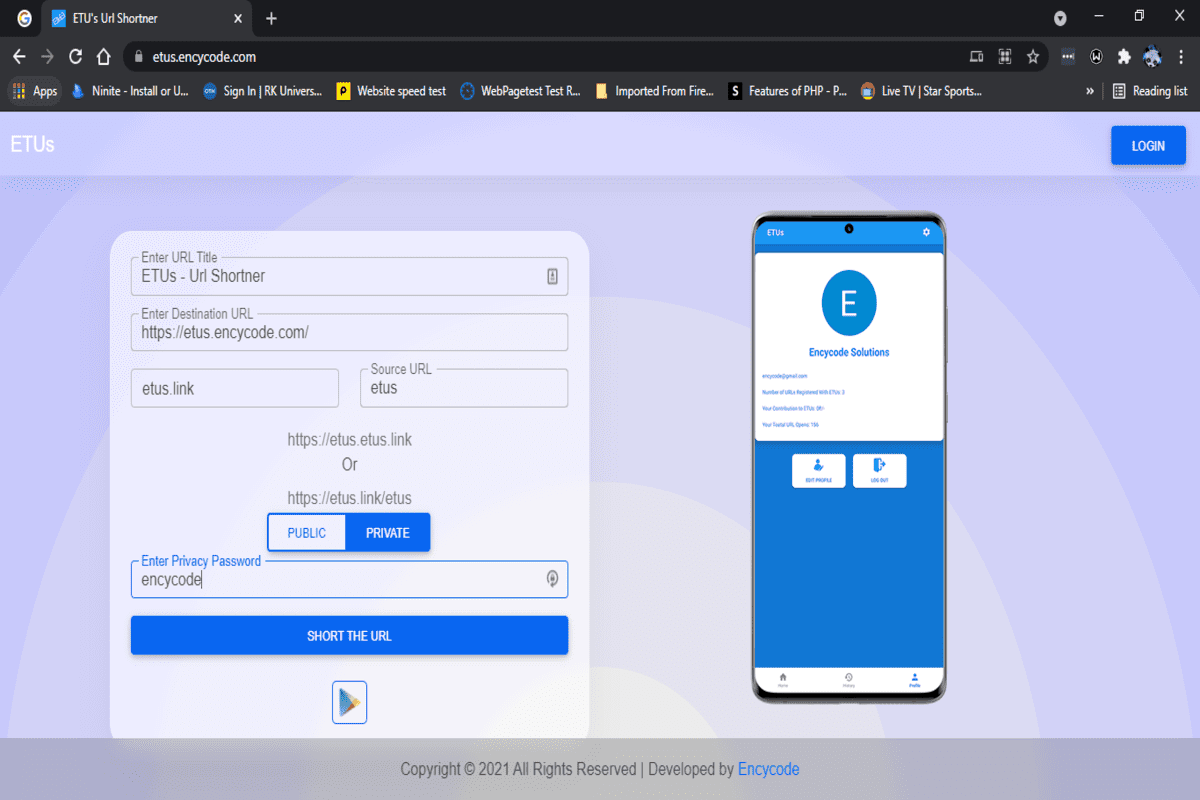 ETU's Url Shortner
etus.encycode.com
Apps
Ninite - Install or U...
Sign In | RK Univers...
Website speed test
WebPagetest Test R...
Imported From Fire...
Features of PHP - P...
Live TV | Star Sports...
»
Reading list
ETUs
LOGIN
Enter URL Title
ETUs - Url Shortner
Enter Destination URL
https://etus.encycode.com/
etus.link
Source URL
etus
https://etus.etus.link
Or
https://etus.link/etus
PUBLIC
PRIVATE
Enter Privacy Password
encycode
SHORT THE URL
ETUs
E
Encycode Solutions
encycode@gmail.com
Number of URLs Registered With ETUs: 3
Your Contribution to ETUs: 0₹/-
Your Tootal URL Opens: 156
EDIT PROFILE
LOG OUT
Home
History
Profile
Copyright © 2021 All Rights Reserved | Developed by Encycode